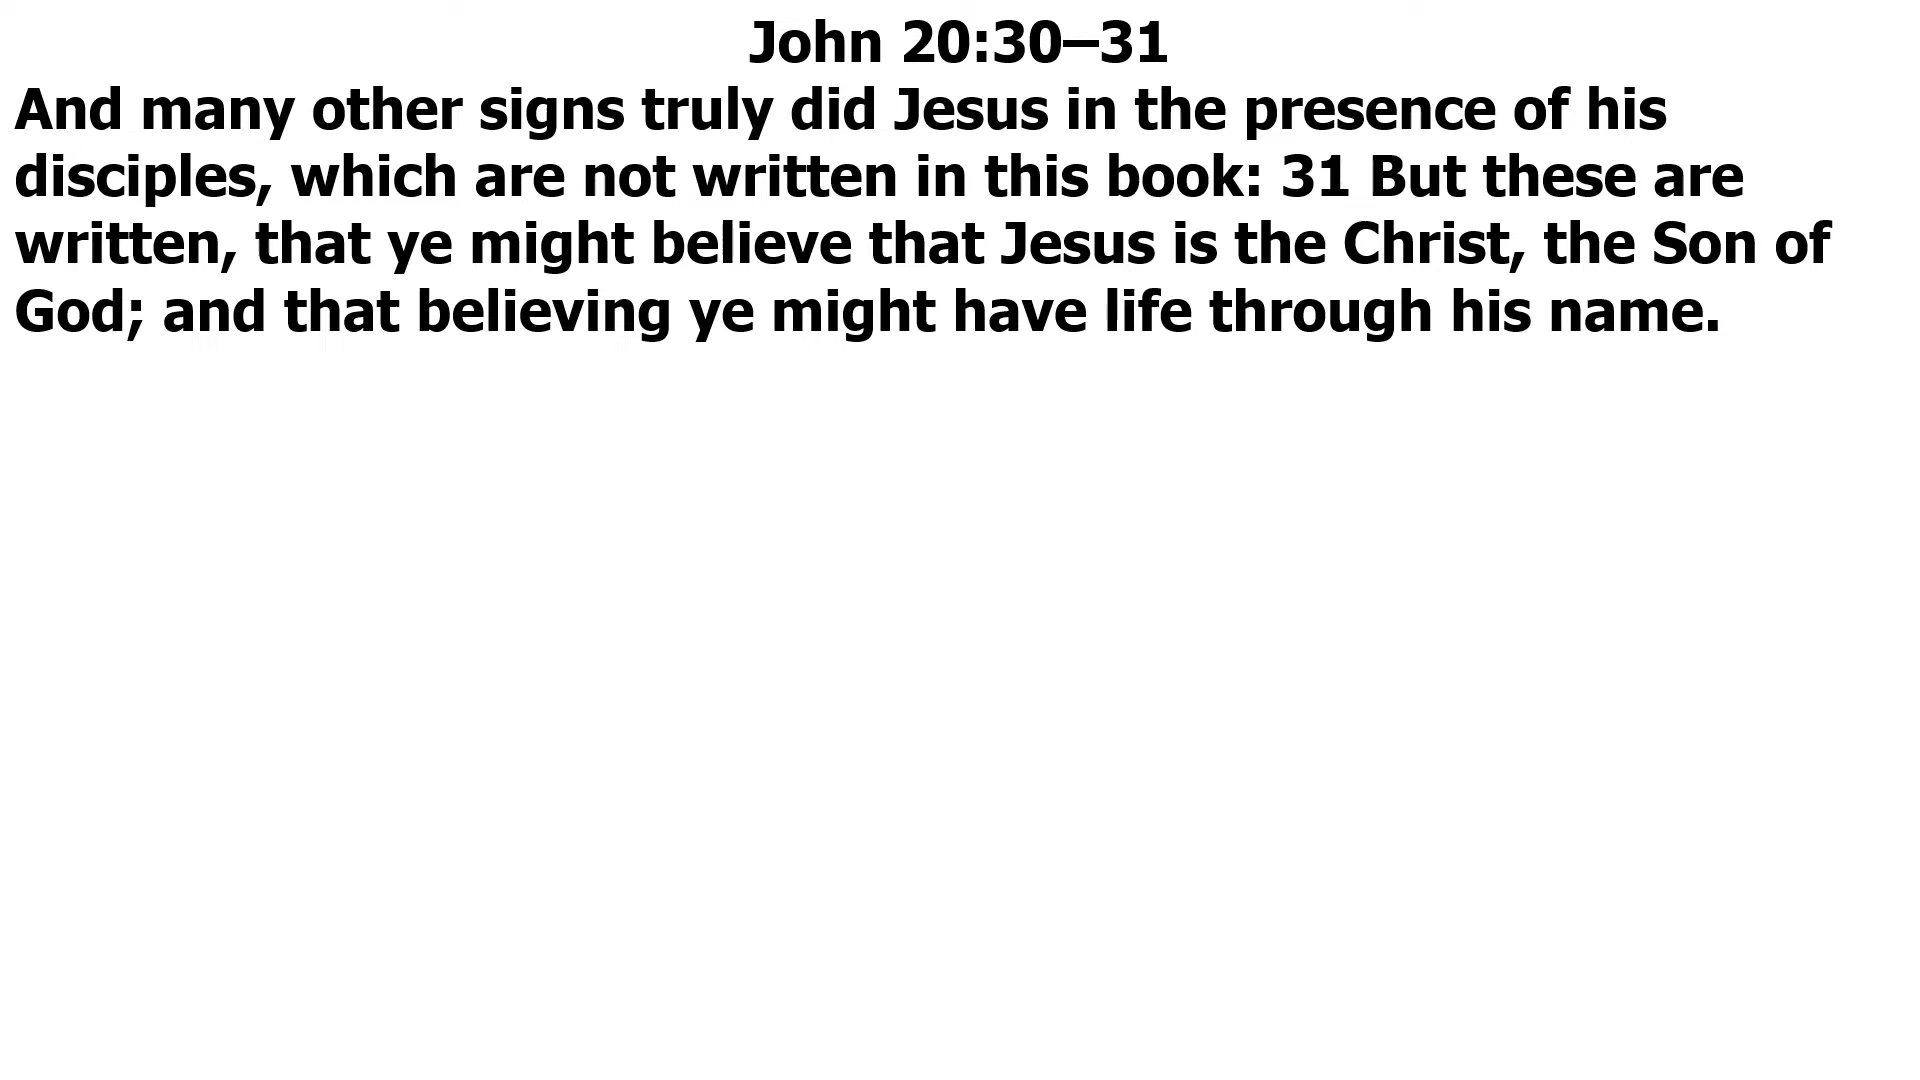 John 20:30–31
And many other signs truly did Jesus in the presence of his
disciples, which are not written in this book: 31 But these are
written, that ye might believe that Jesus is the Christ, the Son of
God; and that believing ye might have life through his name.